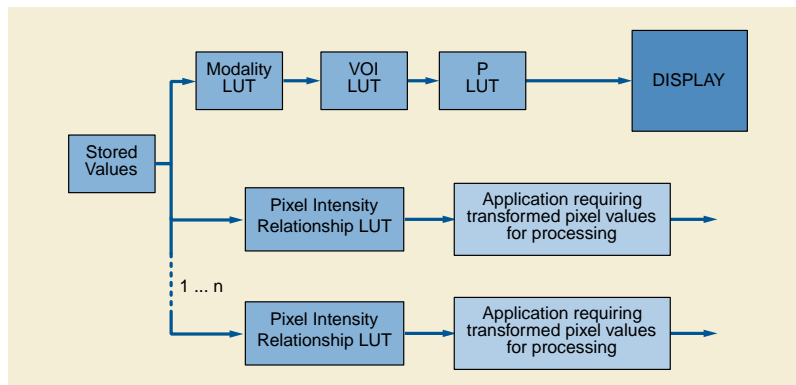 Modality
LUT
VOI
LUT
P
LUT
DISPLAY
Stored
Values
Pixel Intensity
Relationship LUT
Application requiring
transformed pixel values
for processing
1 ... n
Pixel Intensity
Relationship LUT
Application requiring
transformed pixel values
for processing